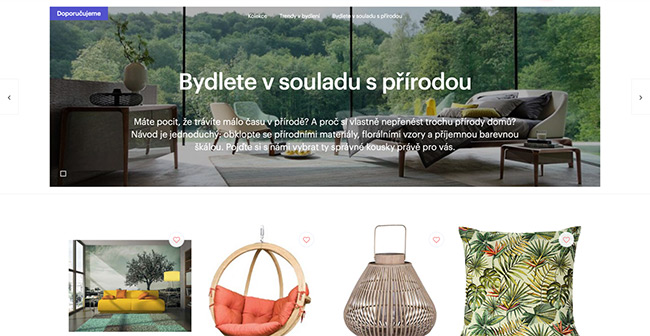 Doporučujeme
Kolekce Trendy v bydlení Bydlete v souladu s přírodou
Bydlete v souladu s přírodou
Máte pocit, že trávíte málo času v přírodě? A proč si vlastně nepřenést trochu přírody domů?
Návod je jednoduchý: obklopte se přírodními materiály, florálními vzory a příjemnou barevnou
škálou. Pojďte si s námi vybrat ty správné kousky právě pro vás.